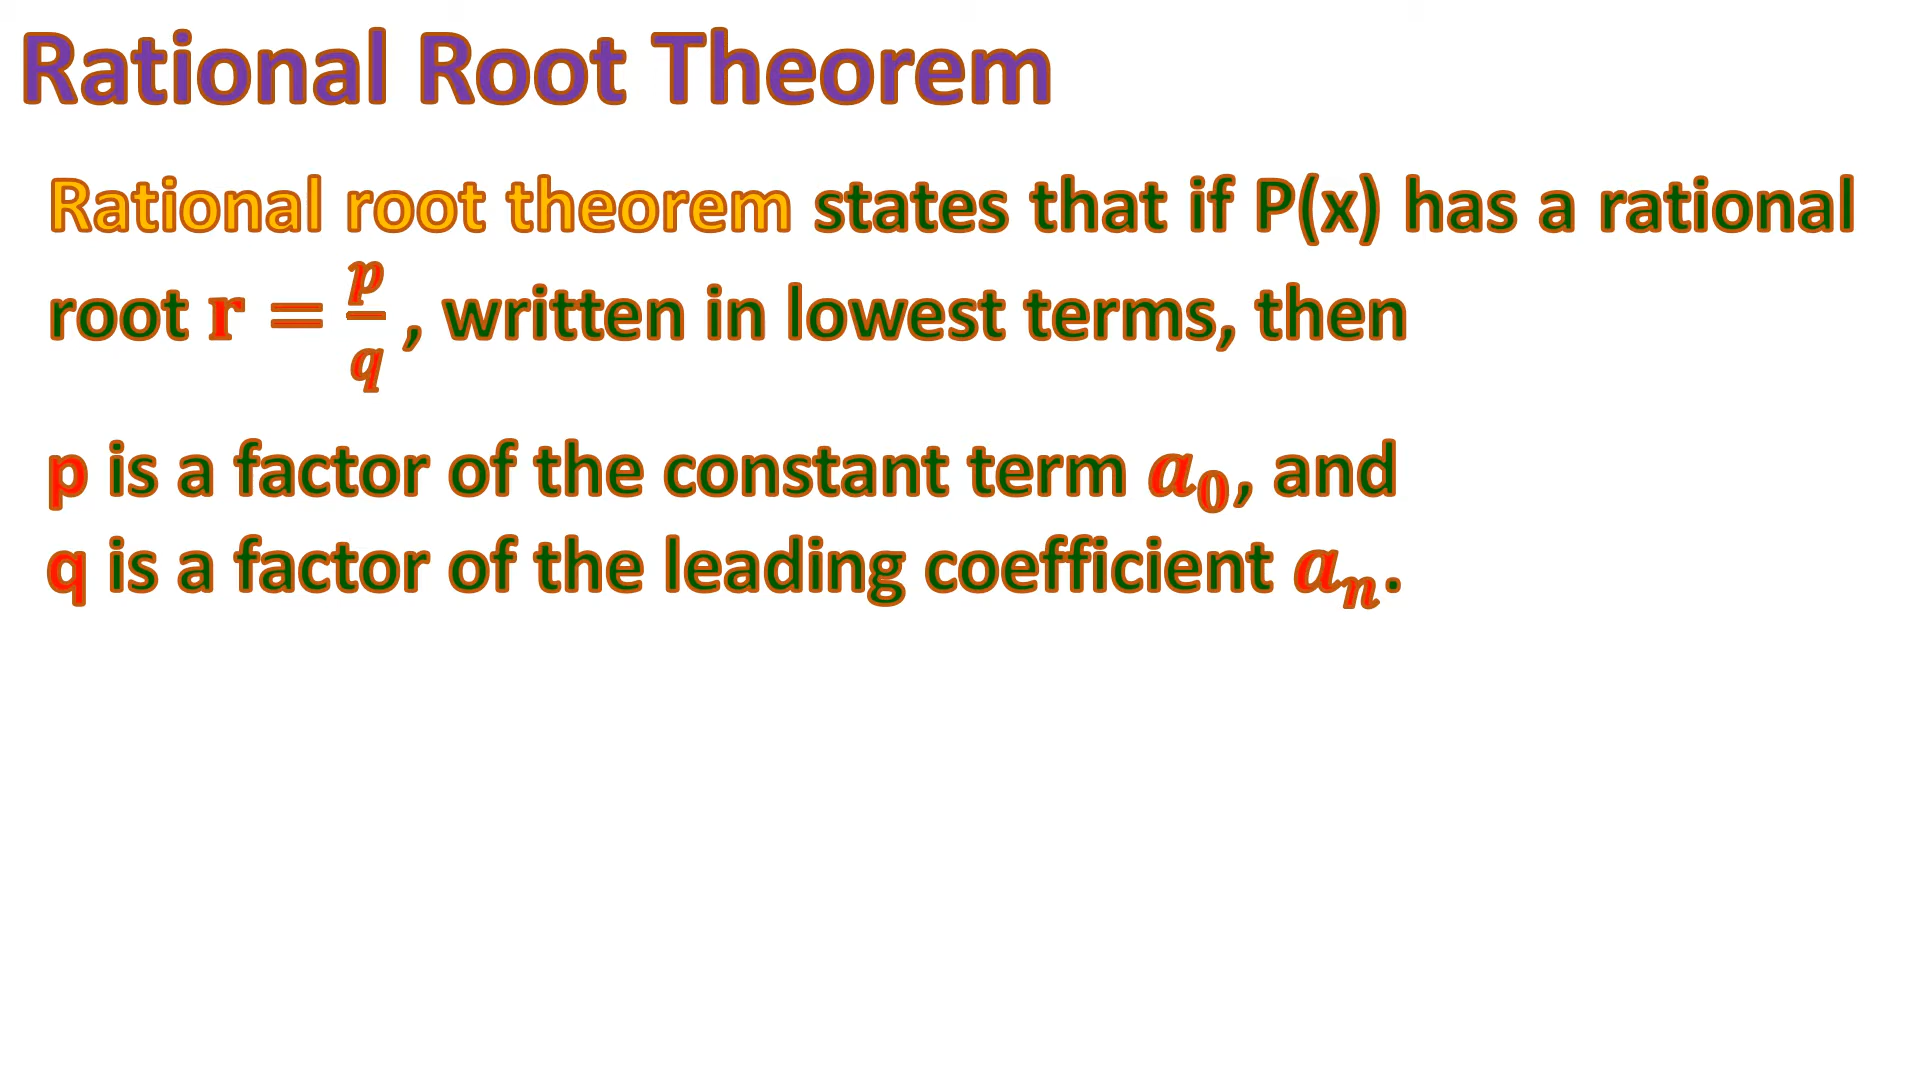 Rational Root Theorem
Rational root theorem states that if P(x) has a rational
root r = p/q , written in lowest terms, then
p is a factor of the constant term a₀, and
q is a factor of the leading coefficient aₙ.